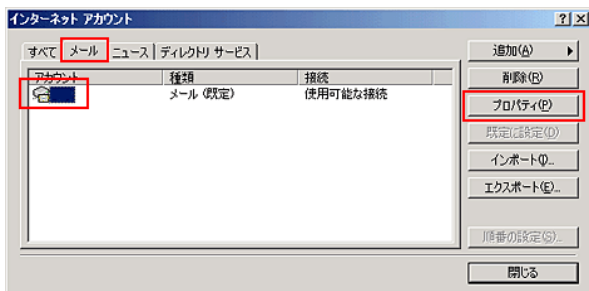 インターネット アカウント
すべて メール ニュース ディレクトリ サービス
アカウント 種類 接続
メール (既定) 使用可能な接続
追加(A)
削除(R)
プロパティ(P)
既定に設定(D)
インポート(I)...
エクスポート(E)...
順番の設定(S)...
閉じる